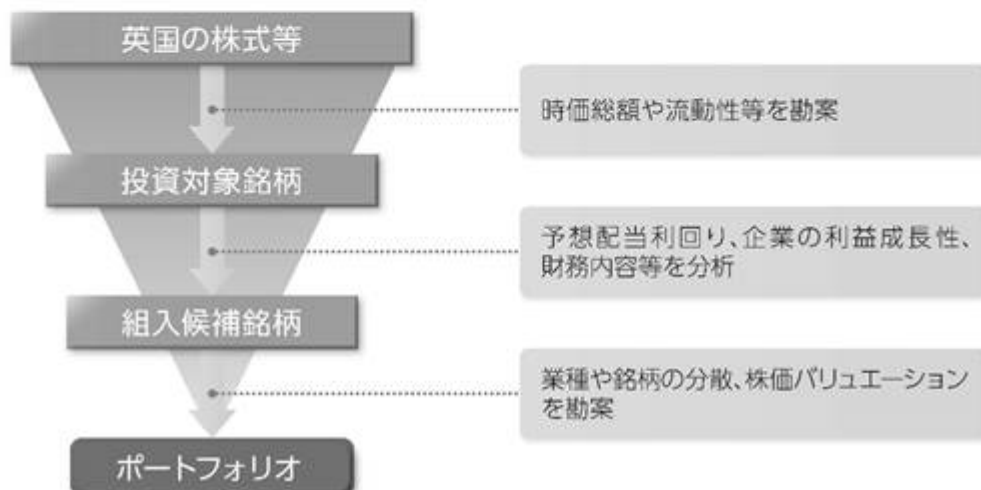 英国の株式等
時価総額や流動性等を勘案
投資対象銘柄
予想配当利回り、企業の利益成長性、
財務内容等を分析
組入候補銘柄
業種や銘柄の分散、株価バリュエーション
を勘案
ポートフォリオ